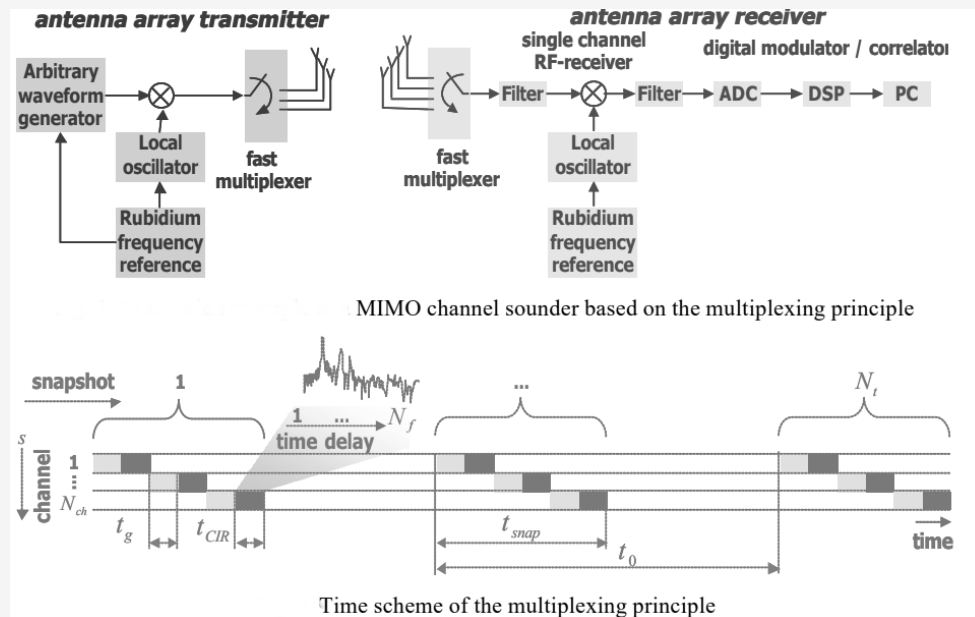 antenna array transmitter
antenna array receiver
single channel
RF-receiver
digital modulator / correlator
Arbitrary
waveform
generator
Local
oscillator
Rubidium
frequency
reference
fast
multiplexer
fast
multiplexer
Filter
Filter
ADC
DSP
PC
Local
oscillator
Rubidium
frequency
reference
MIMO channel sounder based on the multiplexing principle
snapshot
1
...
N_t
1 ... N_f
time delay
s
channel
1
...
N_ch
t_g
t_CIR
t_snap
t_0
time
Time scheme of the multiplexing principle